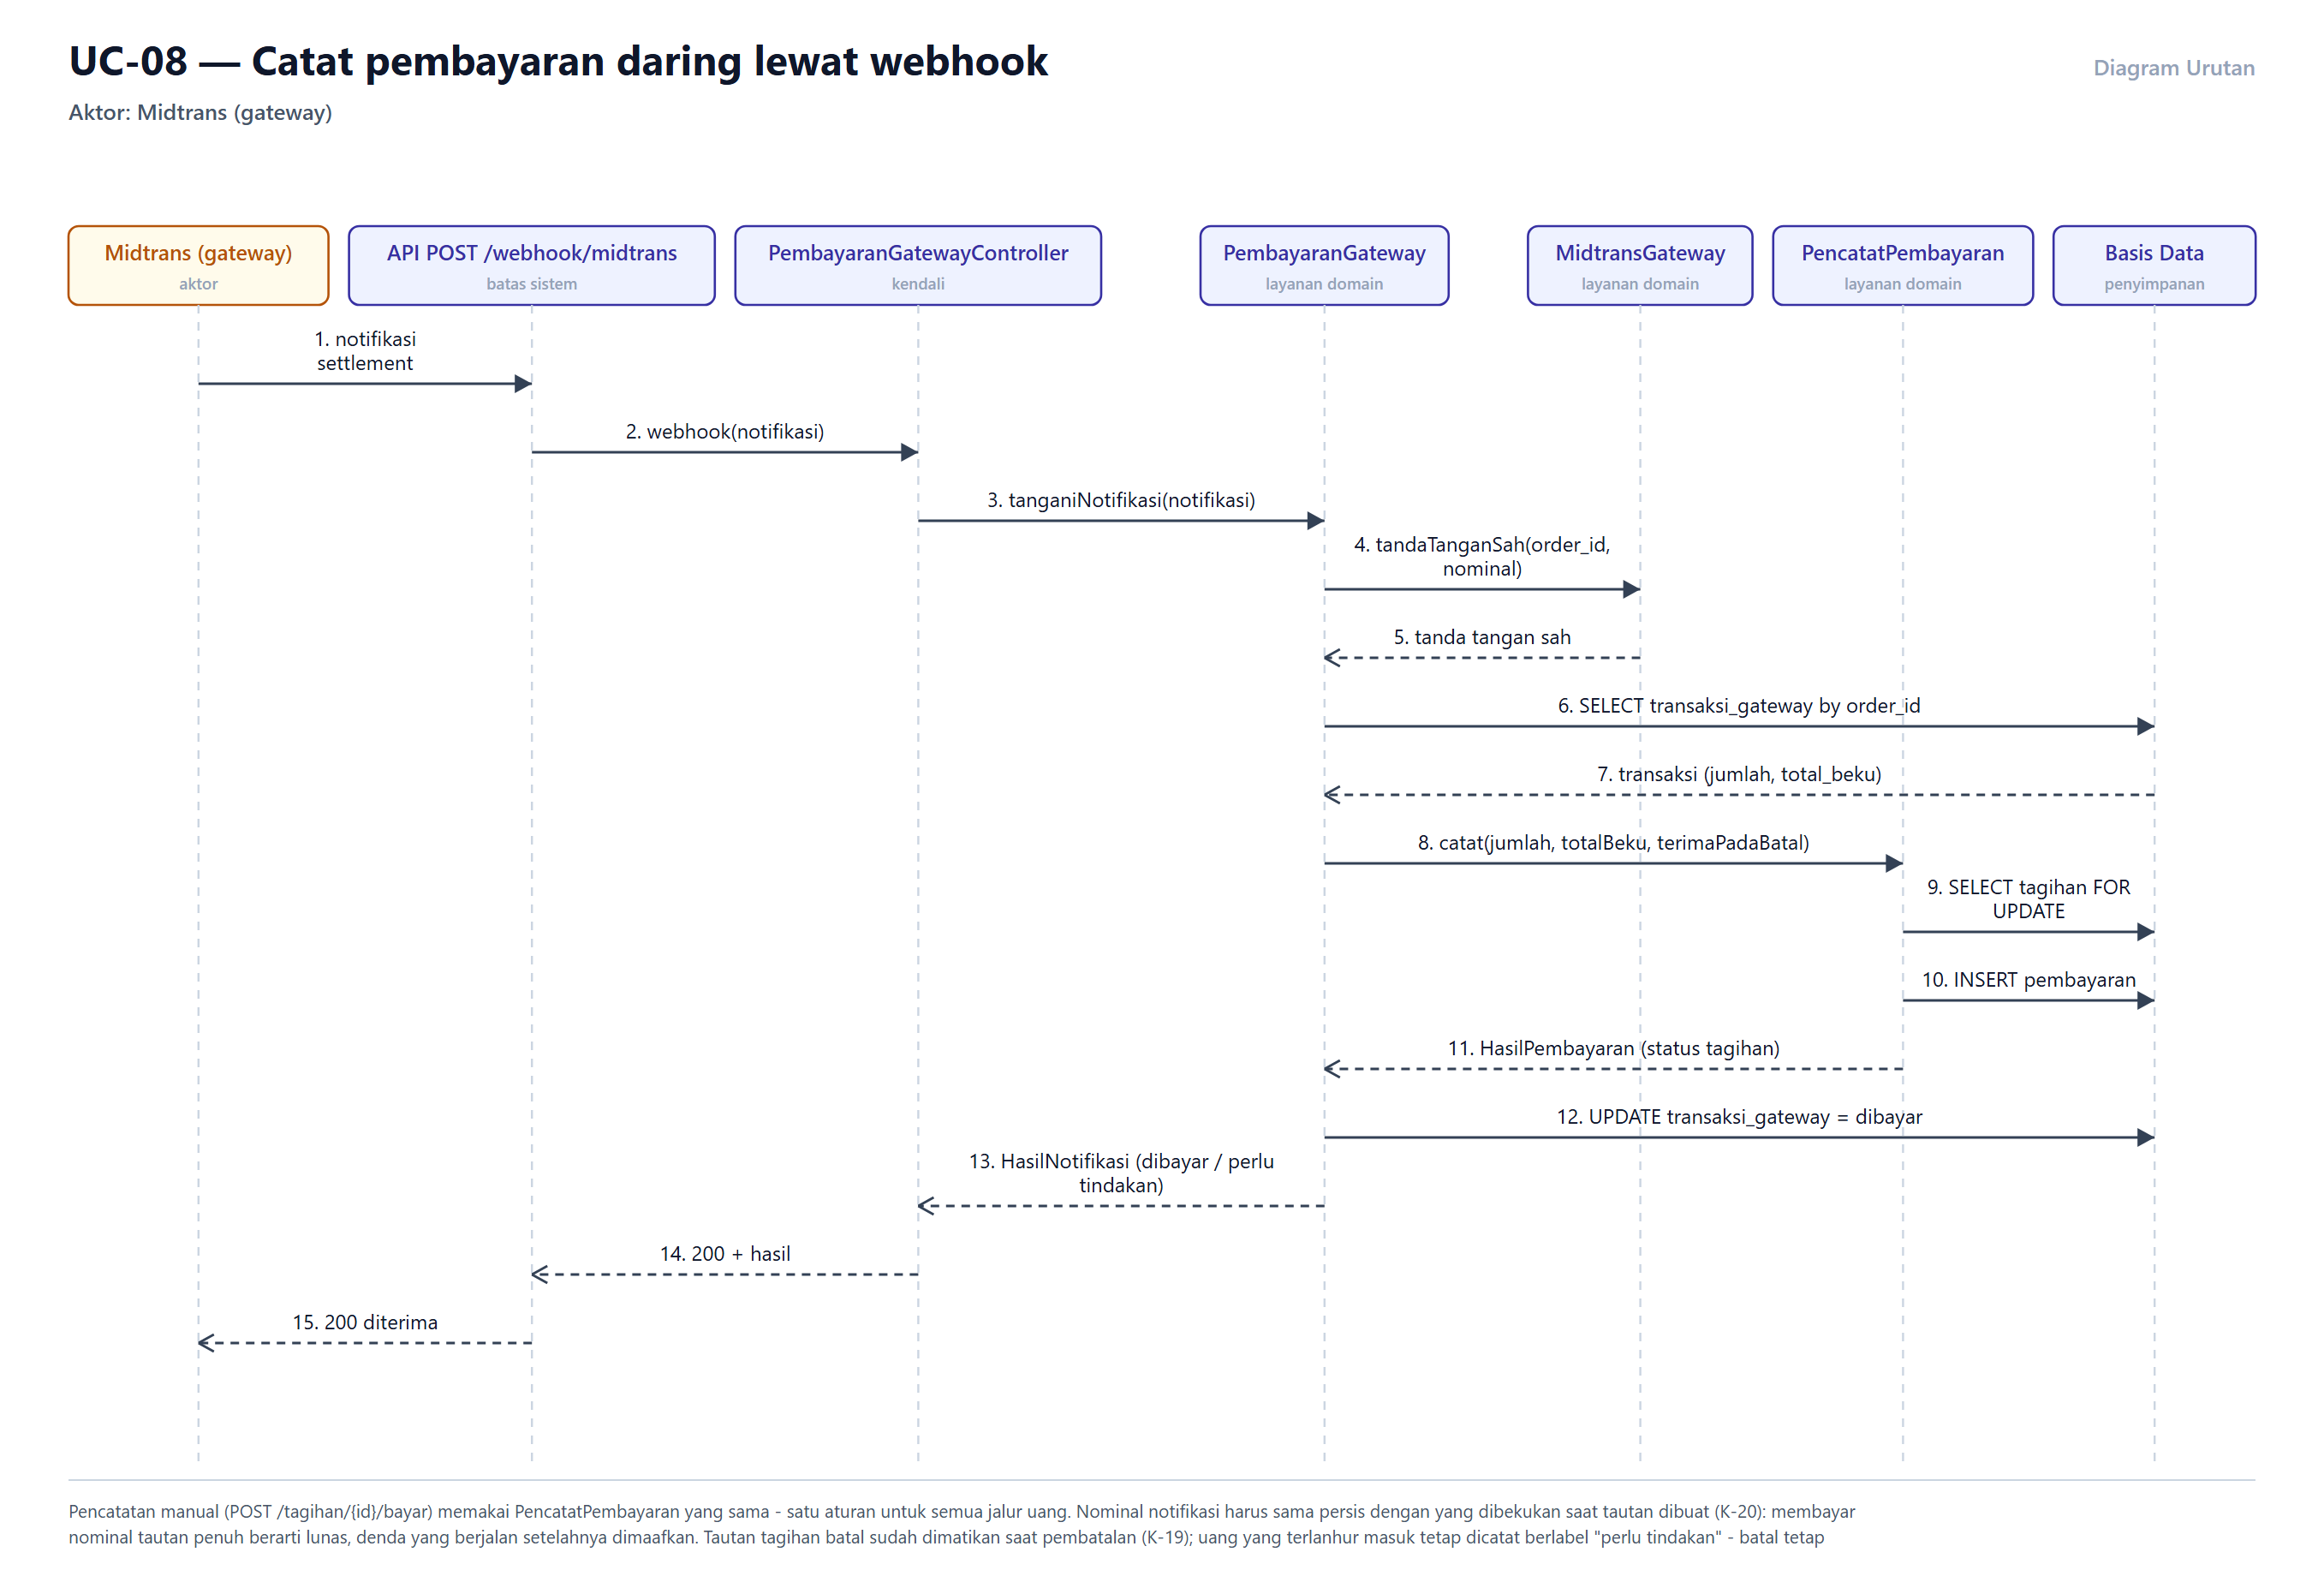 UC-08 — Catat pembayaran daring lewat webhook
Diagram Urutan
Aktor: Midtrans (gateway)
Midtrans (gateway)
aktor
API POST /webhook/midtrans
batas sistem
PembayaranGatewayController
kendali
PembayaranGateway
layanan domain
MidtransGateway
layanan domain
PencatatPembayaran
layanan domain
Basis Data
penyimpanan
1. notifikasi
settlement
2. webhook(notifikasi)
3. tanganiNotifikasi(notifikasi)
4. tandaTanganSah(order_id,
nominal)
5. tanda tangan sah
6. SELECT transaksi_gateway by order_id
7. transaksi (jumlah, total_beku)
8. catat(jumlah, totalBeku, terimaPadaBatal)
9. SELECT tagihan FOR
UPDATE
10. INSERT pembayaran
11. HasilPembayaran (status tagihan)
12. UPDATE transaksi_gateway = dibayar
13. HasilNotifikasi (dibayar / perlu
tindakan)
14. 200 + hasil
15. 200 diterima
Pencatatan manual (POST /tagihan/{id}/bayar) memakai PencatatPembayaran yang sama - satu aturan untuk semua jalur uang. Nominal notifikasi harus sama persis dengan yang dibekukan saat tautan dibuat (K-20): membayar
nominal tautan penuh berarti lunas, denda yang berjalan setelahnya dimaafkan. Tautan tagihan batal sudah dimatikan saat pembatalan (K-19); uang yang terlanhur masuk tetap dicatat berlabel "perlu tindakan" - batal tetap